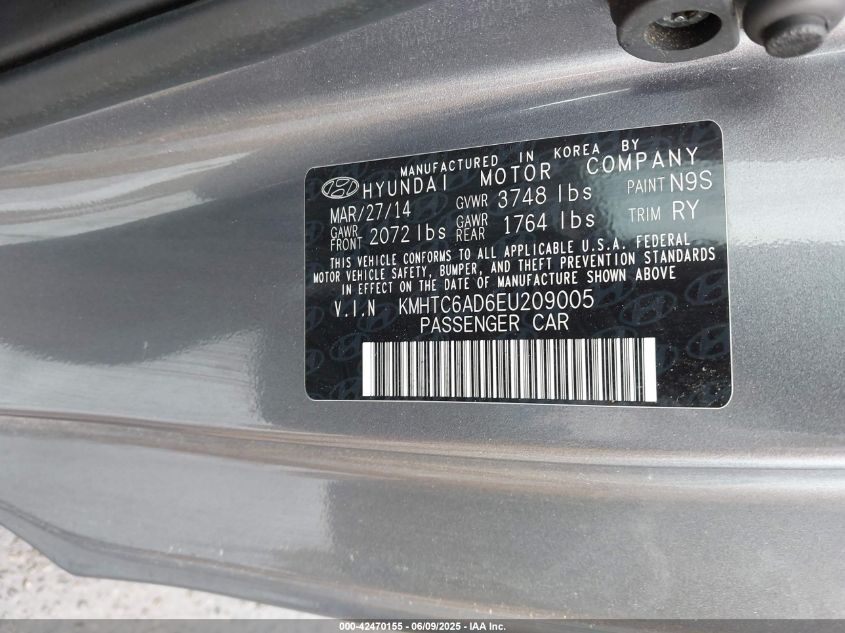 MANUFACTURED IN KOREA BY
HYUNDAI MOTOR COMPANY
MAR/27/14 GVWR 3748 lbs PAINT N9S
GAWR FRONT 2072 lbs GAWR REAR 1764 lbs TRIM RY
THIS VEHICLE CONFORMS TO ALL APPLICABLE U.S.A. FEDERAL
MOTOR VEHICLE SAFETY, BUMPER, AND THEFT PREVENTION STANDARDS
IN EFFECT ON THE DATE OF MANUFACTURE SHOWN ABOVE
V.I.N KMHTC6AD6EU209005
PASSENGER CAR
000-42470155 - 06/09/2025 - IAA Inc.